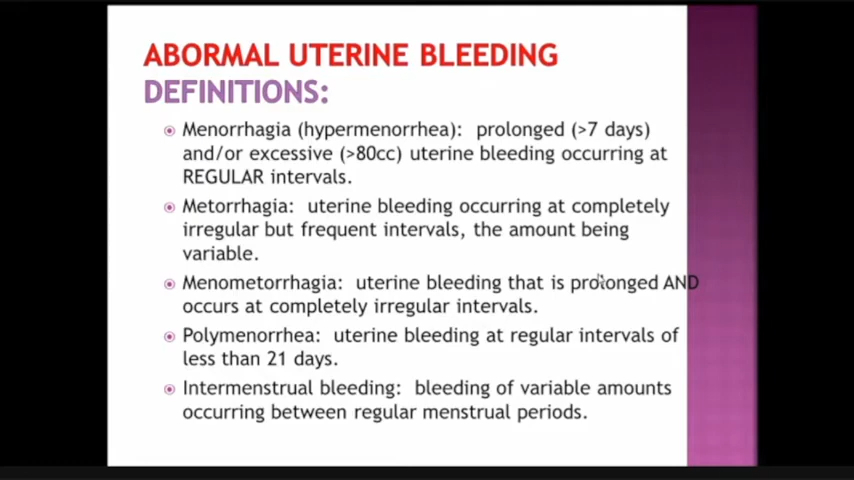 ABORMAL UTERINE BLEEDING
DEFINITIONS:
Menorrhagia (hypermenorrhea): prolonged (>7 days)
and/or excessive (>80cc) uterine bleeding occurring at
REGULAR intervals.
Metorrhagia: uterine bleeding occurring at completely
irregular but frequent intervals, the amount being
variable.
Menometorrhagia: uterine bleeding that is prolonged AND
occurs at completely irregular intervals.
Polymenorrhea: uterine bleeding at regular intervals of
less than 21 days.
Intermenstrual bleeding: bleeding of variable amounts
occurring between regular menstrual periods.